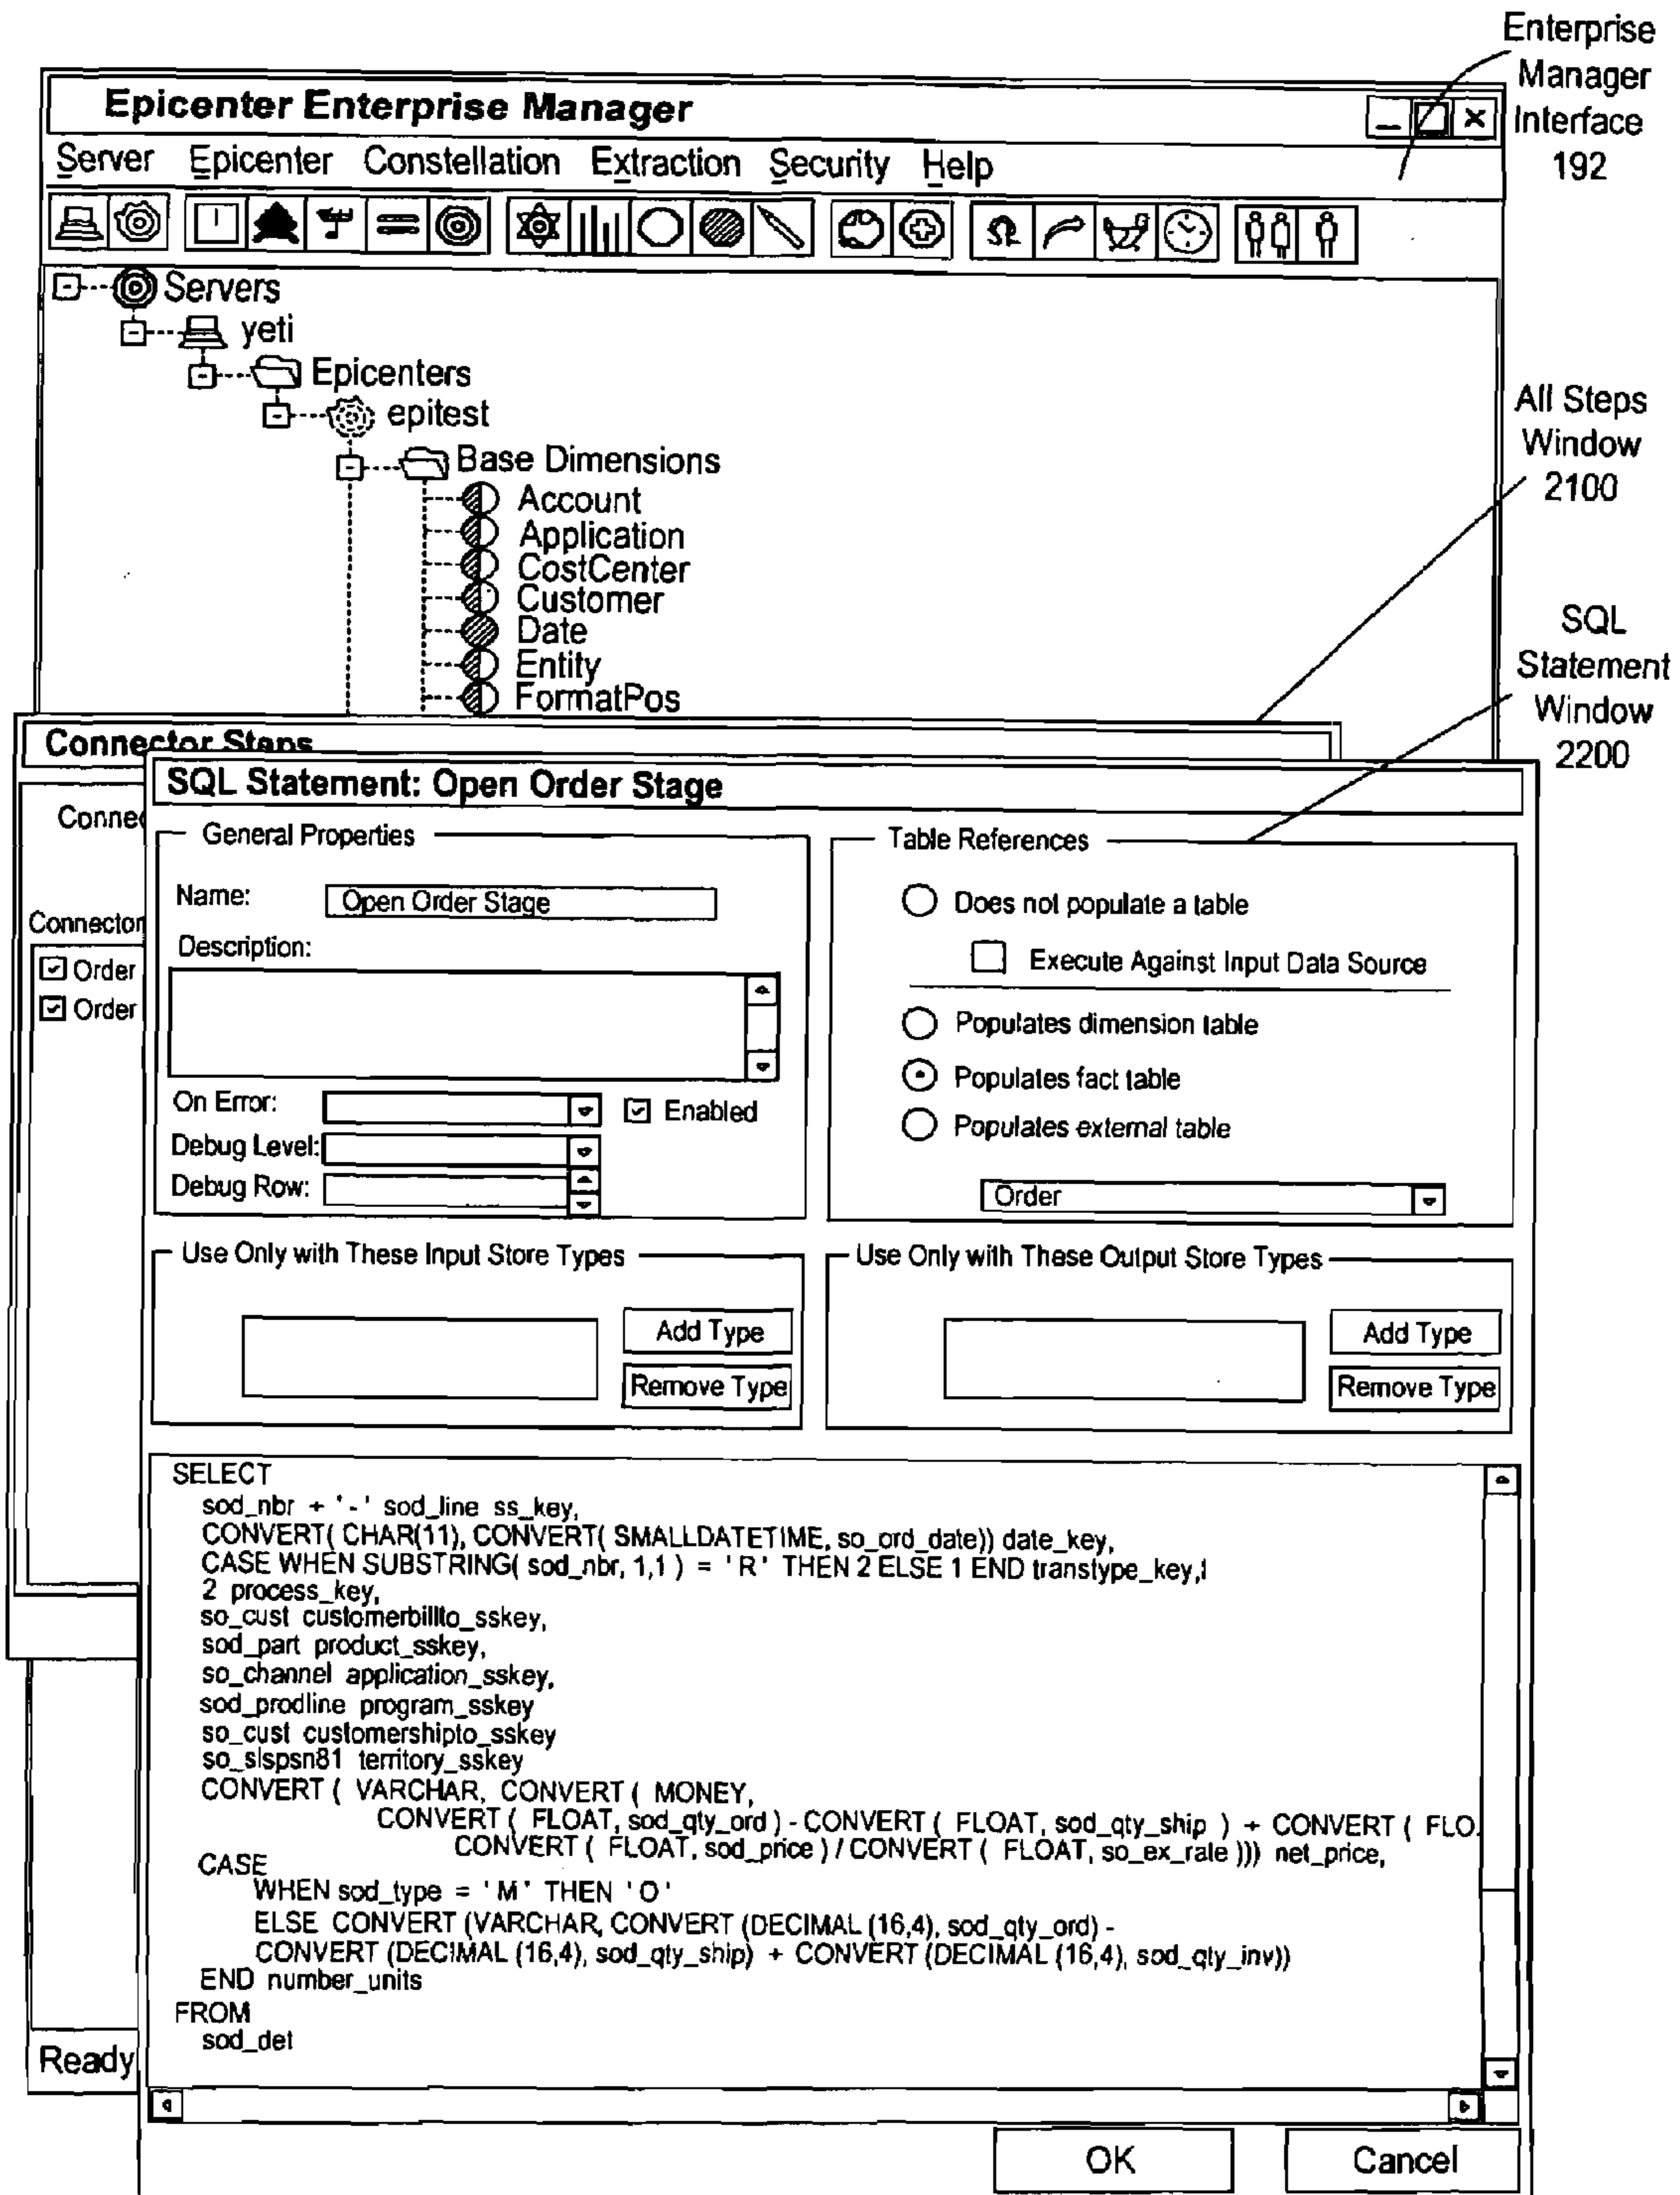 Enterprise
Manager
Interface
192
Epicenter Enterprise Manager
Server Epicenter Constellation Extraction Security Help
Servers
yeti
Epicenters
epitest
Base Dimensions
Account
Application
CostCenter
Customer
Date
Entity
FormatPos
All Steps
Window
2100
SQL
Statement
Window
2200
Connector Steps
Connec
Connector
Order
Order
SQL Statement: Open Order Stage
General Properties
Name: Open Order Stage
Description:
On Error: Enabled
Debug Level:
Debug Row:
Table References
Does not populate a table
Execute Against Input Data Source
Populates dimension table
Populates fact table
Populates external table
Order
Use Only with These Input Store Types
Add Type
Remove Type
Use Only with These Output Store Types
Add Type
Remove Type
SELECT
sod_nbr + '-' sod_line ss_key,
CONVERT( CHAR(11), CONVERT( SMALLDATETIME, so_ord_date)) date_key,
CASE WHEN SUBSTRING( sod_nbr, 1,1 ) = 'R' THEN 2 ELSE 1 END transtype_key,l
2 process_key,
so_cust customerbillto_sskey,
sod_part product_sskey,
so_channel application_sskey,
sod_prodline program_sskey
so_cust customershipto_sskey
so_slspsn81 territory_sskey
CONVERT ( VARCHAR, CONVERT ( MONEY,
CONVERT ( FLOAT, sod_qty_ord ) - CONVERT ( FLOAT, sod_qty_ship ) + CONVERT ( FLO.
CONVERT ( FLOAT, sod_price ) / CONVERT ( FLOAT, so_ex_rale ))) net_price,
CASE
WHEN sod_type = 'M' THEN 'O'
ELSE CONVERT (VARCHAR, CONVERT (DECIMAL (16,4), sod_qty_ord) -
CONVERT (DECIMAL (16,4), sod_qty_ship) + CONVERT (DECIMAL (16,4), sod_qty_inv))
END number_units
FROM
sod_det
Ready
OK Cancel